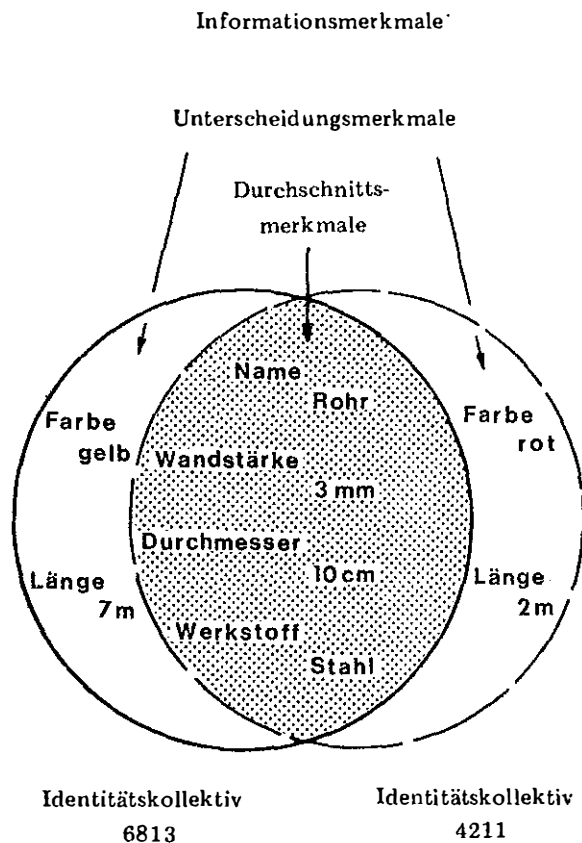 Informationsmerkmale
Unterscheidungsmerkmale
Durchschnitts-
merkmale
Name
Rohr
Farbe
gelb
Wandstärke
3 mm
Durchmesser
10 cm
Länge
7 m
Werkstoff
Stahl
Farbe
rot
Länge
2 m
Identitätskollektiv
6813
Identitätskollektiv
4211